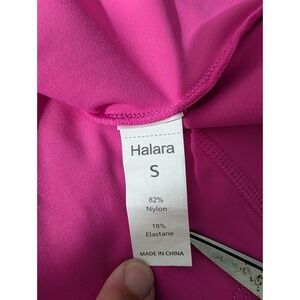 Halara
S
82%
Nylon
18%
Elastane
MADE IN CHINA